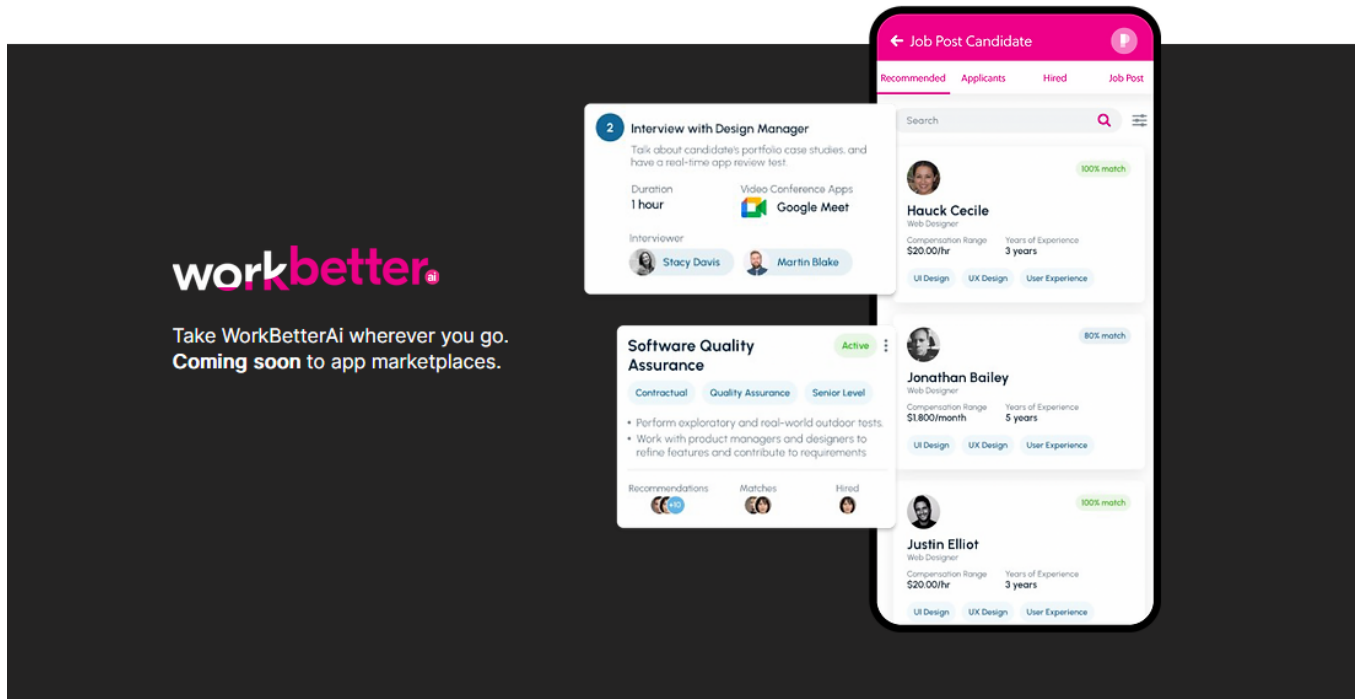 workbetter.ai
Take WorkBetterAi wherever you go.
Coming soon to app marketplaces.
2
Interview with Design Manager
Talk about candidate's portfolio case studies, and
have a real-time app review test.
Duration
Video Conference Apps
1 hour
Google Meet
Interviewer
Stacy Davis
Martin Blake
Software Quality
Assurance
Active
Contractual
Quality Assurance
Senior Level
• Perform exploratory and real-world outdoor tests.
• Work with product managers and designers to
refine features and contribute to requirements
Recommendations
Matches
Hired
+10
Job Post Candidate
P
Recommended
Applicants
Hired
Job Post
Search
100% match
Hauck Cecile
Web Designer
Compensation Range
Years of Experience
$20.00/hr
3 years
UI Design
UX Design
User Experience
80% match
Jonathan Bailey
Web Designer
Compensation Range
Years of Experience
$1,800/month
5 years
UI Design
UX Design
User Experience
100% match
Justin Elliot
Web Designer
Compensation Range
Years of Experience
$20.00/hr
3 years
UI Design
UX Design
User Experience